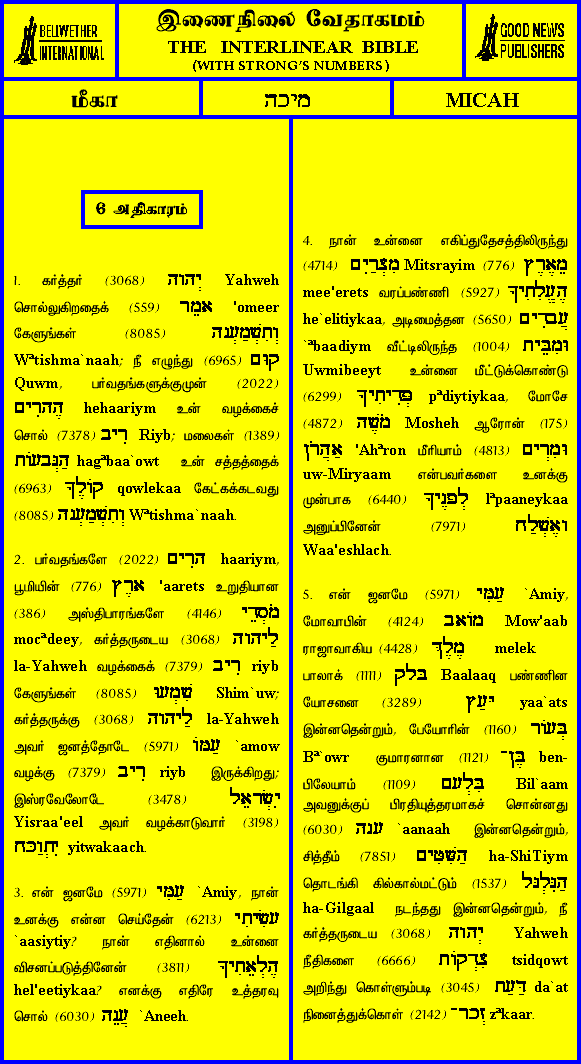 BELLWETHER
INTERNATIONAL
இணைநிலை வேதாகமம்
THE INTERLINEAR BIBLE
(WITH STRONG'S NUMBERS)
GOOD NEWS
PUBLISHERS
மீகா
מיכה
MICAH
6 அதிகாரம்
1. கர்த்தர் (3068) יְהוָה Yahweh
சொல்லுகிறதைக் (559) אֹמֵר 'omeer
கேளுங்கள் (8085) וְתִשְׁמַעְנָה
Wªtishma`naah; நீ எழுந்து (6965) קוּם
Quwm, பர்வதங்களுக்குமுன் (2022)
הֶהָרִים hehaariym உன் வழக்கைச்
சொல் (7378) רִיב Riyb; மலைகள் (1389)
הַגְּבָעוֹת hagªbaa`owt உன் சத்தத்தைக்
(6963) קוֹלֶךָ qowlekaa கேட்கக்கடவது
(8085) וְתִשְׁמַעְנָה Wªtishma`naah.
2. பர்வதங்களே (2022) הָרִים haariym,
பூமியின் (776) אָרֶץ 'aarets உறுதியான
(386) அஸ்திபாரங்களே (4146) מֹסְדֵי
mocªdeey, கர்த்தருடைய (3068) לַיהוָה
la-Yahweh வழக்கைக் (7379) רִיב riyb
கேளுங்கள் (8085) שִׁמְעוּ Shim`uw;
கர்த்தருக்கு (3068) לַיהוָה la-Yahweh
அவர் ஜனத்தோடே (5971) עַמּוֹ `amow
வழக்கு (7379) רִיב riyb இருக்கிறது;
இஸ்ரவேலோடே (3478) יִשְׂרָאֵל
Yisraa'eel அவர் வழக்காடுவார் (3198)
יִתְוַכָּח yitwakaach.
3. என் ஜனமே (5971) עַמִּי `Amiy, நான்
உனக்கு என்ன செய்தேன் (6213) עָשִׂיתִי
`aasiytiy? நான் எதினால் உன்னை
விசனப்படுத்தினேன் (3811) הֶלְאֵתִיךָ
hel'eetiykaa? எனக்கு எதிரே உத்தரவு
சொல் (6030) עֲנֵה `Aneeh.
4. நான் உன்னை எகிப்துதேசத்திலிருந்து
(4714) מִצְרַיִם Mitsrayim (776) מֵאֶרֶץ
mee'erets வரப்பண்ணி (5927) הֶעֱלִתִיךָ
he`elitiykaa, அடிமைத்தன (5650) עֲבָדִים
`ªbaadiym வீட்டிலிருந்த (1004) וּמִבֵּית
Uwmibeeyt உன்னை மீட்டுக்கொண்டு
(6299) פְּדִיתִיךָ pªdiytiykaa, மோசே
(4872) מֹשֶׁה Mosheh ஆரோன் (175)
אַהֲרֹן 'Ahªron மீரியாம் (4813) וּמִרְיָם
uw-Miryaam என்பவர்களை உனக்கு
முன்பாக (6440) לְפָנֶיךָ lªpaaneykaa
அனுப்பினேன் (7971) וָאֶשְׁלַח
Waa'eshlach.
5. என் ஜனமே (5971) עַמִּי `Amiy,
மோவாபின் (4124) מוֹאָב Mow'aab
ராஜாவாகிய (4428) מֶלֶךְ melek
பாலாக் (1111) בָּלָק Baalaaq பண்ணின
யோசனை (3289) יָעַץ yaa`ats
இன்னதென்றும், பேயோரின் (1160) בְּעוֹר
Bª`owr குமாரனான (1121) בֶּן־ ben-
பிலேயாம் (1109) בִּלְעָם Bil`aam
அவனுக்குப் பிரதியுத்தரமாகச் சொன்னது
(6030) עָנָה `aanaah இன்னதென்றும்,
சித்தீம் (7851) הַשִּׁטִּים ha-ShiTiym
தொடங்கி கில்கால்மட்டும் (1537) הַגִּלְגָּל
ha-Gilgaal நடந்தது இன்னதென்றும், நீ
கர்த்தருடைய (3068) יְהוָה Yahweh
நீதிகளை (6666) צִדְקוֹת tsidqowt
அறிந்து கொள்ளும்படி (3045) דַּעַת da`at
நினைத்துக்கொள் (2142) זְכָר־ zªkaar.